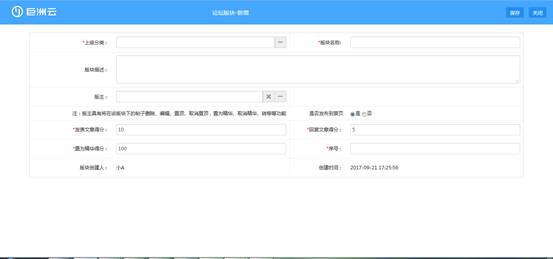 巨洲云
论坛版块-新增
保存 关闭
*上级分类：
*版块名称:
版块描述：
版主：
注：版主具有将在该版块下的帖子删除、编辑、置顶、取消置顶，置为精华、取消精华、转移等功能
是否发布到首页 是 否
*发表文章得分： 10
*回复文章得分： 5
*置为精华得分： 100
*序号：
版块创建人： 小A
创建时间： 2017-09-21 17:25:56